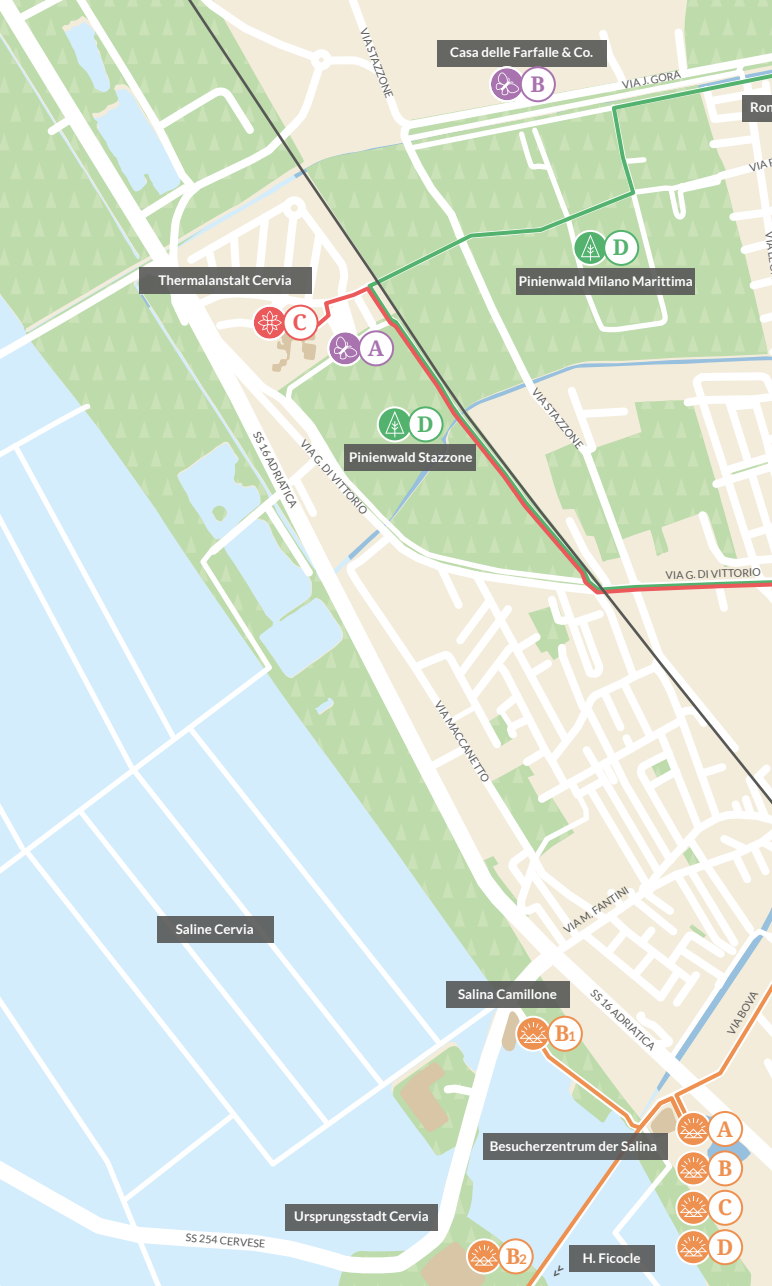 VIA STAZZONE
Casa delle Farfalle & Co.
B
VIA J. GORA
D
Pinienwald Milano Marittima
Thermalanstalt Cervia
C
A
D
Pinienwald Stazzone
VIA STAZZONE
SS 16 ADRIATICA
VIA G. DI VITTORIO
VIA G. DI VITTORIO
VIA MACCANETTO
VIA M. FANTINI
Saline Cervia
Salina Camillone
B1
SS 16 ADRIATICA
VIA BOVA
Besucherzentrum der Salina
A
B
C
D
Ursprungsstadt Cervia
SS 254 CERVESE
B2
H. Ficocle